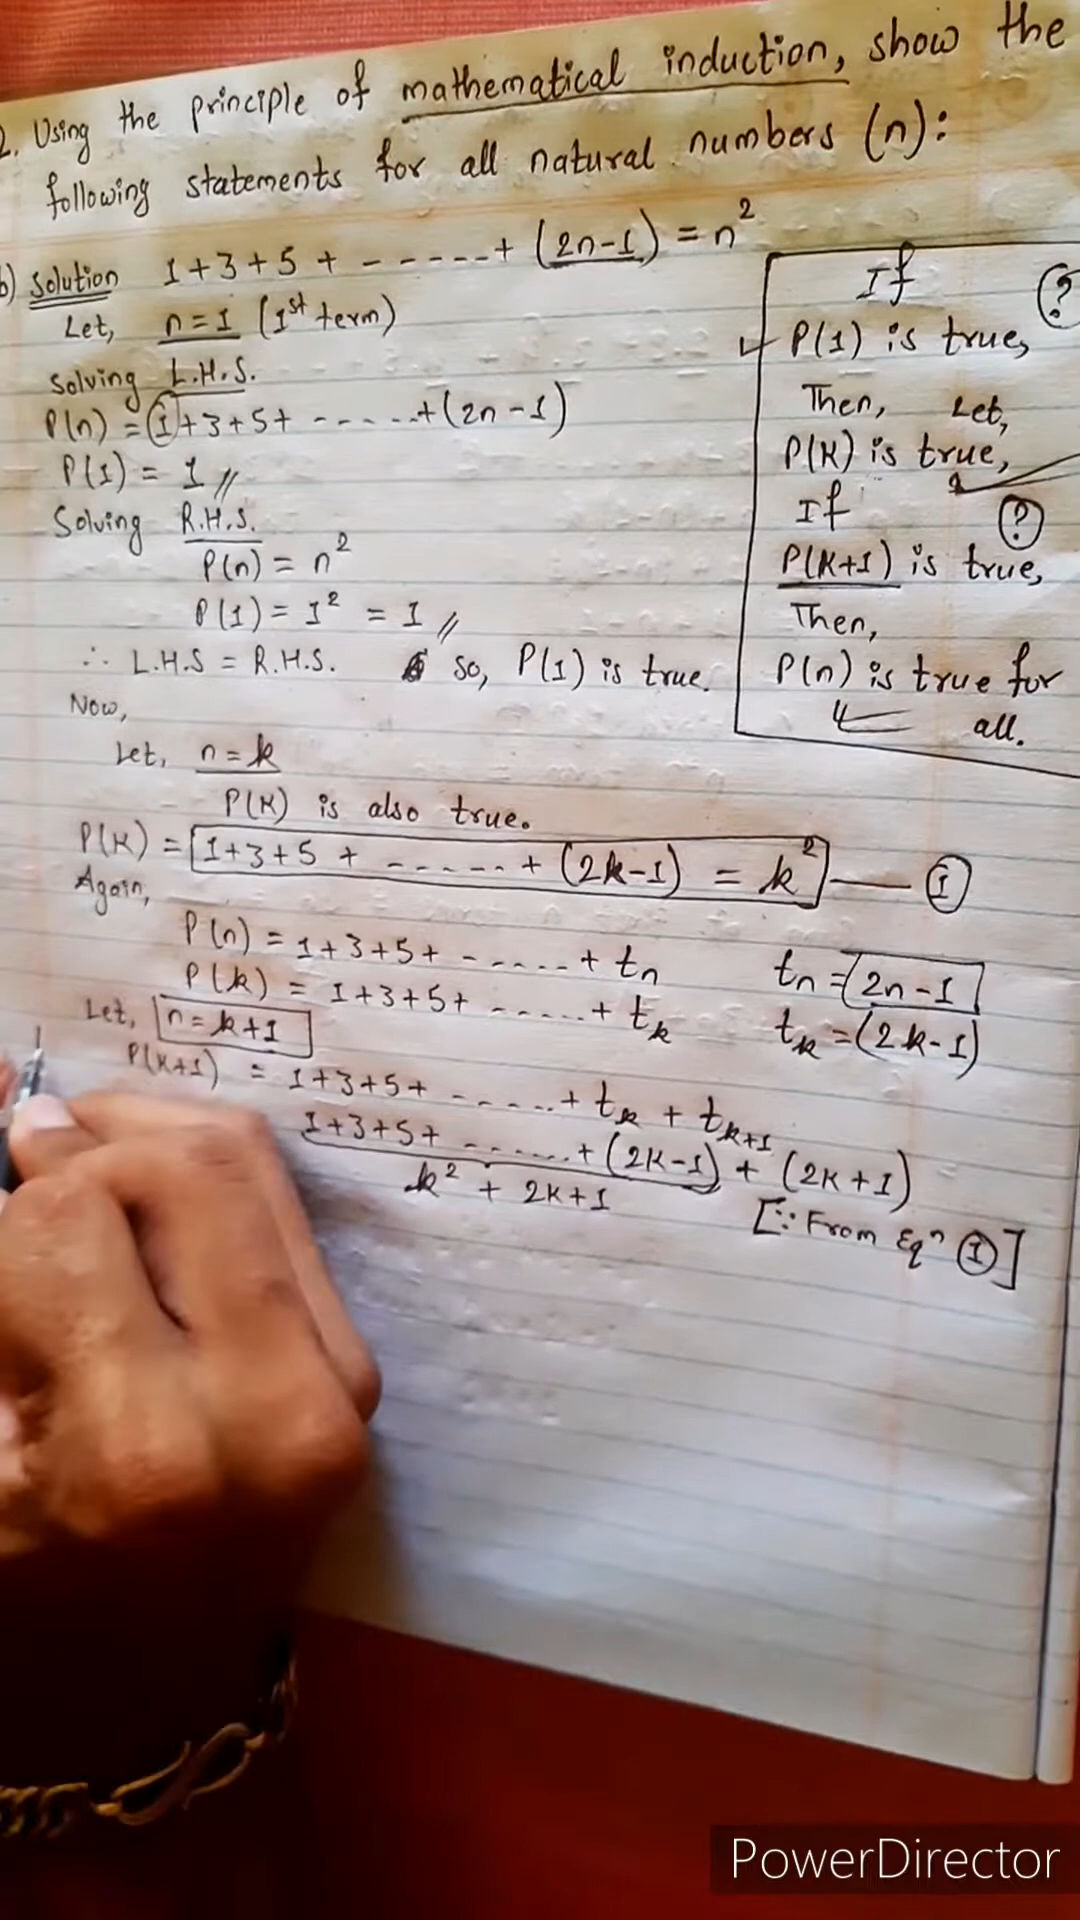 2. Using the principle of mathematical induction, show the
following statements for all natural numbers (n):
b) Solution 1+3+5+ ------+ (2n-1) = n²
Let, n=1 (1st term)
Solving L.H.S.
P(n) = 1+3+5+ ------+(2n-1)
P(1) = 1 //
Solving R.H.S.
P(n) = n²
P(1) = 1² = 1 //
∴ L.H.S = R.H.S. so, P(1) is true.
If ?
P(1) is true,
Then, Let,
P(K) is true,
If ?
P(K+1) is true,
Then,
P(n) is true for
all.
Now,
Let, n=k
P(K) is also true.
P(K) = 1+3+5+ ------+ (2k-1) = k² —— ①
Again,
P(n) = 1+3+5+ ------+ tn tn = (2n-1)
P(k) = 1+3+5+ ------+ tk tk = (2k-1)
Let, n=k+1
P(K+1) = 1+3+5+ ------+ tk + tk+1
1+3+5+ ------+ (2K-1) + (2K+1)
k² + 2K+1 [∵ From Eqⁿ ①]
PowerDirector